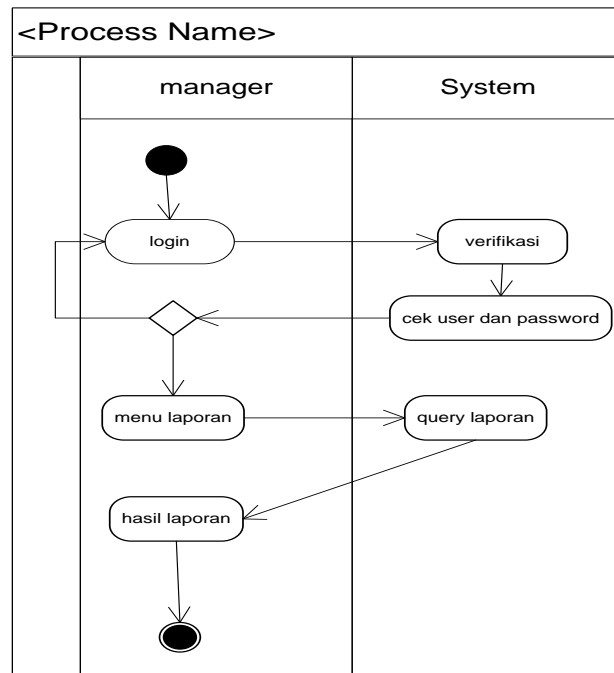 <Process Name>
manager
System
login
verifikasi
cek user dan password
menu laporan
query laporan
hasil laporan